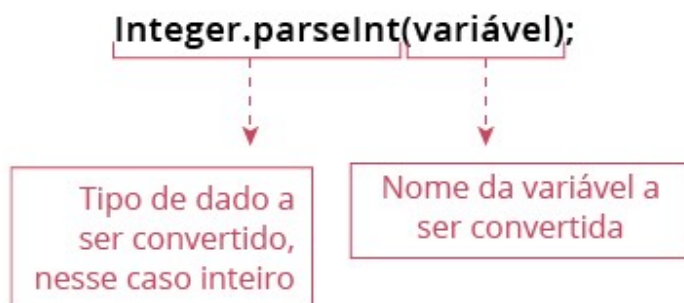 Integer.parseInt(variável);
Tipo de dado a
ser convertido,
nesse caso inteiro
Nome da variável a
ser convertida